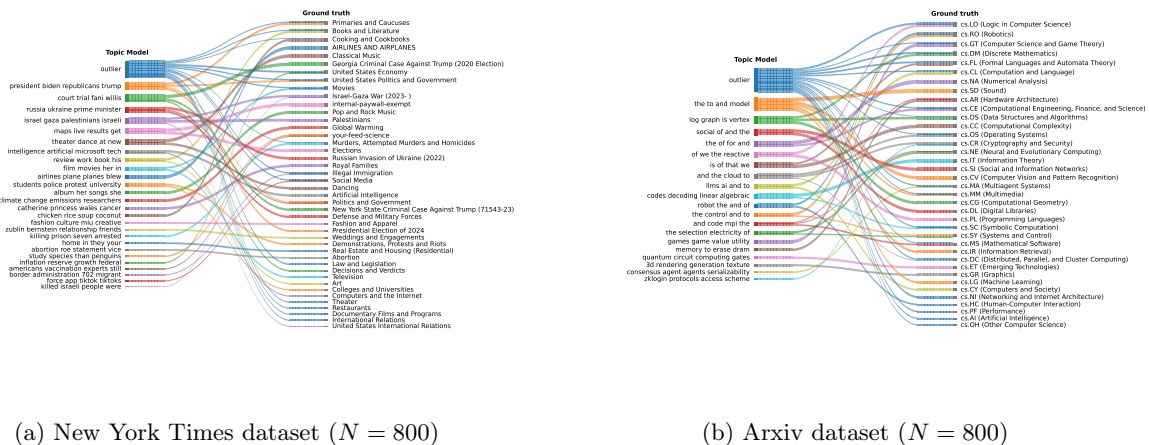 Ground truth
Topic Model
outlier
president biden republicans trump
court trial fani willis
russia ukraine prime minister
israel gaza palestinians israeli
maps live results get
theater dance at new
intelligence artificial microsoft tech
review work book his
film movies her in
airlines plane planes blew
students police protest university
album her songs she
climate change emissions researchers
catherine princess wales cancer
chicken rice soup coconut
fashion culture miu creative
zublin bernstein relationship friends
killing prison seven arrested
home in they your
abortion roe statement vice
study species than penguins
inflation reserve growth federal
americans vaccination experts still
border administration 702 migrant
force app tiktok tiktoks
killed israel people were
Primaries and Caucuses
Books and Literature
Cooking and Cookbooks
AIRLINES AND AIRPLANES
Classical Music
Georgia Criminal Case Against Trump (2020 Election)
United States Economy
United States Politics and Government
Movies
Israel-Gaza War (2023- )
internal-paywall-exempt
Pop and Rock Music
Palestinians
Global Warming
your-feed-science
Murders, Attempted Murders and Homicides
Elections
Russian Invasion of Ukraine (2022)
Royal Families
Illegal Immigration
Social Media
Dancing
Artificial Intelligence
Politics and Government
New York State Criminal Case Against Trump (71543-23)
Defense and Military Forces
Fashion and Apparel
Presidential Election of 2024
Weddings and Engagements
Demonstrations, Protests and Riots
Real Estate and Housing (Residential)
Abortion
Law and Legislation
Decisions and Verdicts
Television
Art
Colleges and Universities
Computers and the Internet
Theater
Restaurants
Documentary Films and Programs
International Relations
United States International Relations
(a) New York Times dataset (N = 800)
Ground truth
Topic Model
outlier
the to and model
log graph is vertex
social of and the
the of for and
of we the reactive
is of that we
and the cloud to
llms ai and to
codes decoding linear algebraic
robot the and of
the control and to
and code mpi the
the selection electricity of
games game value utility
memory to erase dram
quantum circuit computing gates
3d rendering generation texture
consensus agent agents serializability
zklogin protocols access scheme
cs.LO (Logic in Computer Science)
cs.RO (Robotics)
cs.GT (Computer Science and Game Theory)
cs.DM (Discrete Mathematics)
cs.FL (Formal Languages and Automata Theory)
cs.CL (Computation and Language)
cs.NA (Numerical Analysis)
cs.SD (Sound)
cs.AR (Hardware Architecture)
cs.CE (Computational Engineering, Finance, and Science)
cs.DS (Data Structures and Algorithms)
cs.CC (Computational Complexity)
cs.CR (Cryptography and Security)
cs.OS (Operating Systems)
cs.NE (Neural and Evolutionary Computing)
cs.IT (Information Theory)
cs.SI (Social and Information Networks)
cs.CV (Computer Vision and Pattern Recognition)
cs.MA (Multiagent Systems)
cs.MM (Multimedia)
cs.CG (Computational Geometry)
cs.DL (Digital Libraries)
cs.PL (Programming Languages)
cs.SC (Symbolic Computation)
cs.SY (Systems and Control)
cs.MS (Mathematical Software)
cs.IR (Information Retrieval)
cs.DC (Distributed, Parallel, and Cluster Computing)
cs.ET (Emerging Technologies)
cs.GR (Graphics)
cs.LG (Machine Learning)
cs.CY (Computers and Society)
cs.NI (Networking and Internet Architecture)
cs.HC (Human-Computer Interaction)
cs.PF (Performance)
cs.AI (Artificial Intelligence)
cs.OH (Other Computer Science)
(b) Arxiv dataset (N = 800)